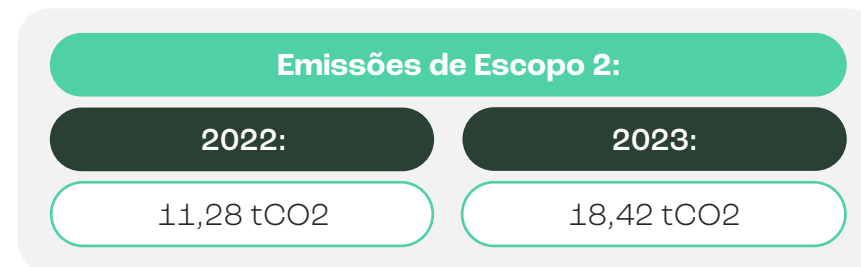 Emissões de Escopo 2:
2022:
2023:
11,28 tCO2
18,42 tCO2